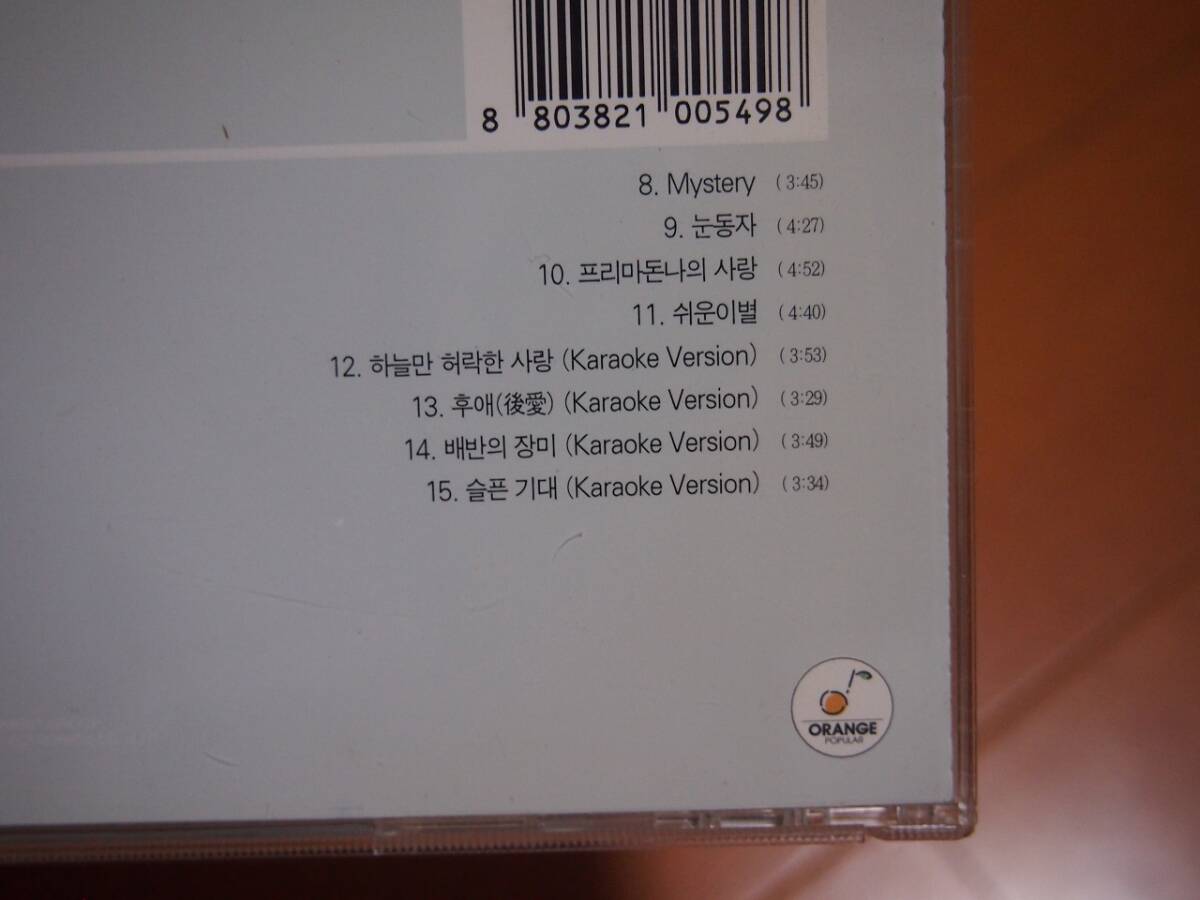 8 803821 005498
8. Mystery (3:45)
9. 눈동자 (4:27)
10. 프리마돈나의 사랑 (4:52)
11. 쉬운이별 (4:40)
12. 하늘만 허락한 사랑 (Karaoke Version) (3:53)
13. 후애(後愛) (Karaoke Version) (3:29)
14. 배반의 장미 (Karaoke Version) (3:49)
15. 슬픈 기대 (Karaoke Version) (3:34)
ORANGE
POPULAR